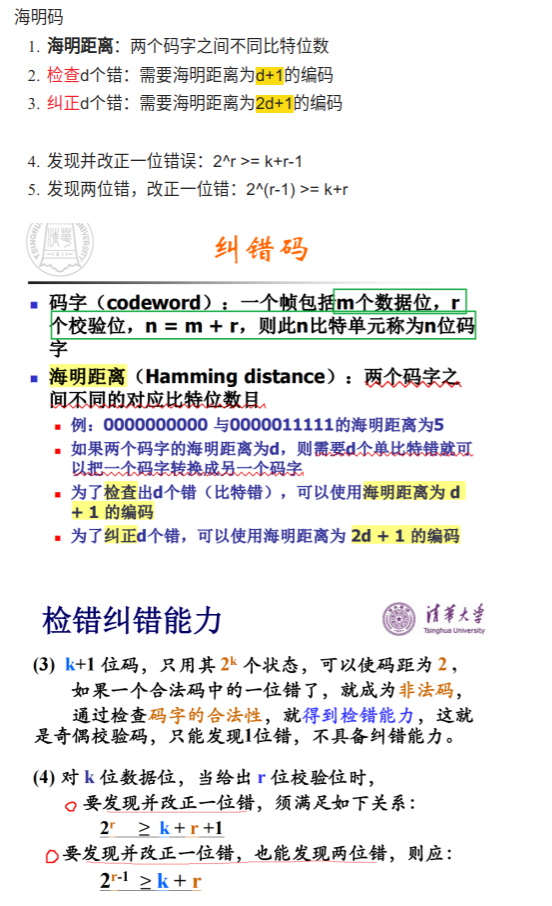 海明码
1. 海明距离：两个码字之间不同比特位数
2. 检查d个错：需要海明距离为d+1的编码
3. 纠正d个错：需要海明距离为2d+1的编码
4. 发现并改正一位错误：2^r >= k+r-1
5. 发现两位错，改正一位错：2^(r-1) >= k+r
纠错码
码字（codeword）：一个帧包括m个数据位，r
个校验位，n = m + r，则此n比特单元称为n位码
字
海明距离（Hamming distance）：两个码字之
间不同的对应比特位数目
例：0000000000 与0000011111的海明距离为5
如果两个码字的海明距离为d，则需要d个单比特错就可
以把一个码字转换成另一个码字
为了检查出d个错（比特错），可以使用海明距离为 d
+ 1 的编码
为了纠正d个错，可以使用海明距离为 2d + 1 的编码
检错纠错能力
清华大学
Tsinghua University
(3) k+1 位码，只用其 2ᵏ 个状态，可以使码距为 2，
如果一个合法码中的一位错了，就成为非法码，
通过检查码字的合法性，就得到检错能力，这就
是奇偶校验码，只能发现1位错，不具备纠错能力。
(4) 对 k 位数据位，当给出 r 位校验位时，
要发现并改正一位错，须满足如下关系：
2ʳ ≥ k + r +1
要发现并改正一位错，也能发现两位错，则应：
2ʳ⁻¹ ≥ k + r